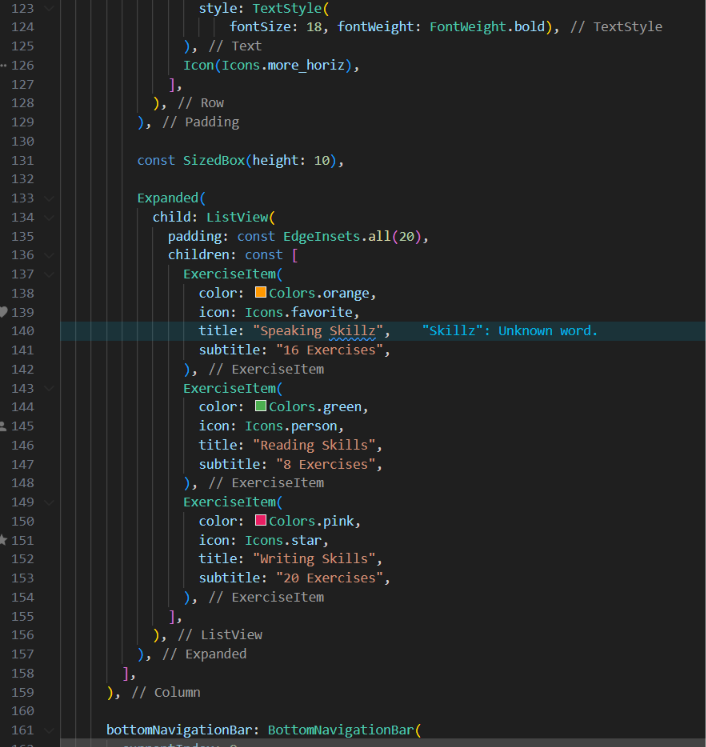 123 style: TextStyle(
124 fontSize: 18, fontWeight: FontWeight.bold), // TextStyle
125 ), // Text
126 Icon(Icons.more_horiz),
127 ],
128 ), // Row
129 ), // Padding
130
131 const SizedBox(height: 10),
132
133 Expanded(
134 child: ListView(
135 padding: const EdgeInsets.all(20),
136 children: const [
137 ExerciseItem(
138 color: Colors.orange,
139 icon: Icons.favorite,
140 title: "Speaking Skillz", "Skillz": Unknown word.
141 subtitle: "16 Exercises",
142 ), // ExerciseItem
143 ExerciseItem(
144 color: Colors.green,
145 icon: Icons.person,
146 title: "Reading Skills",
147 subtitle: "8 Exercises",
148 ), // ExerciseItem
149 ExerciseItem(
150 color: Colors.pink,
151 icon: Icons.star,
152 title: "Writing Skills",
153 subtitle: "20 Exercises",
154 ), // ExerciseItem
155 ],
156 ), // ListView
157 ), // Expanded
158 ],
159 ), // Column
160
161 bottomNavigationBar: BottomNavigationBar(